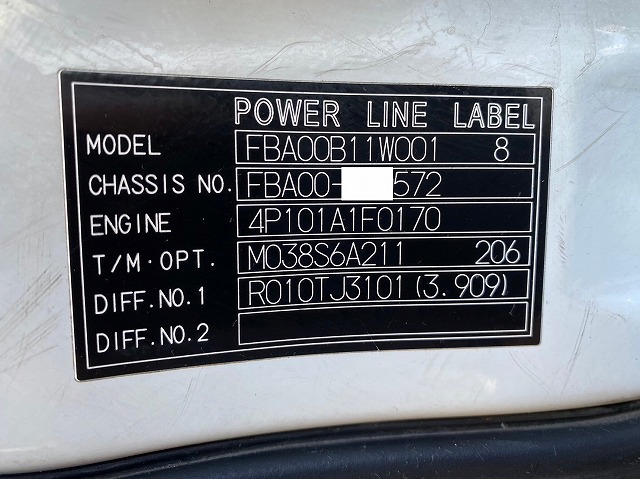 POWER LINE LABEL
MODEL FBA00B11W001 8
CHASSIS NO. FBA00- 572
ENGINE 4P101A1F0170
T/M·OPT. M038S6A211 206
DIFF.NO.1 R010TJ3101(3.909)
DIFF.NO.2